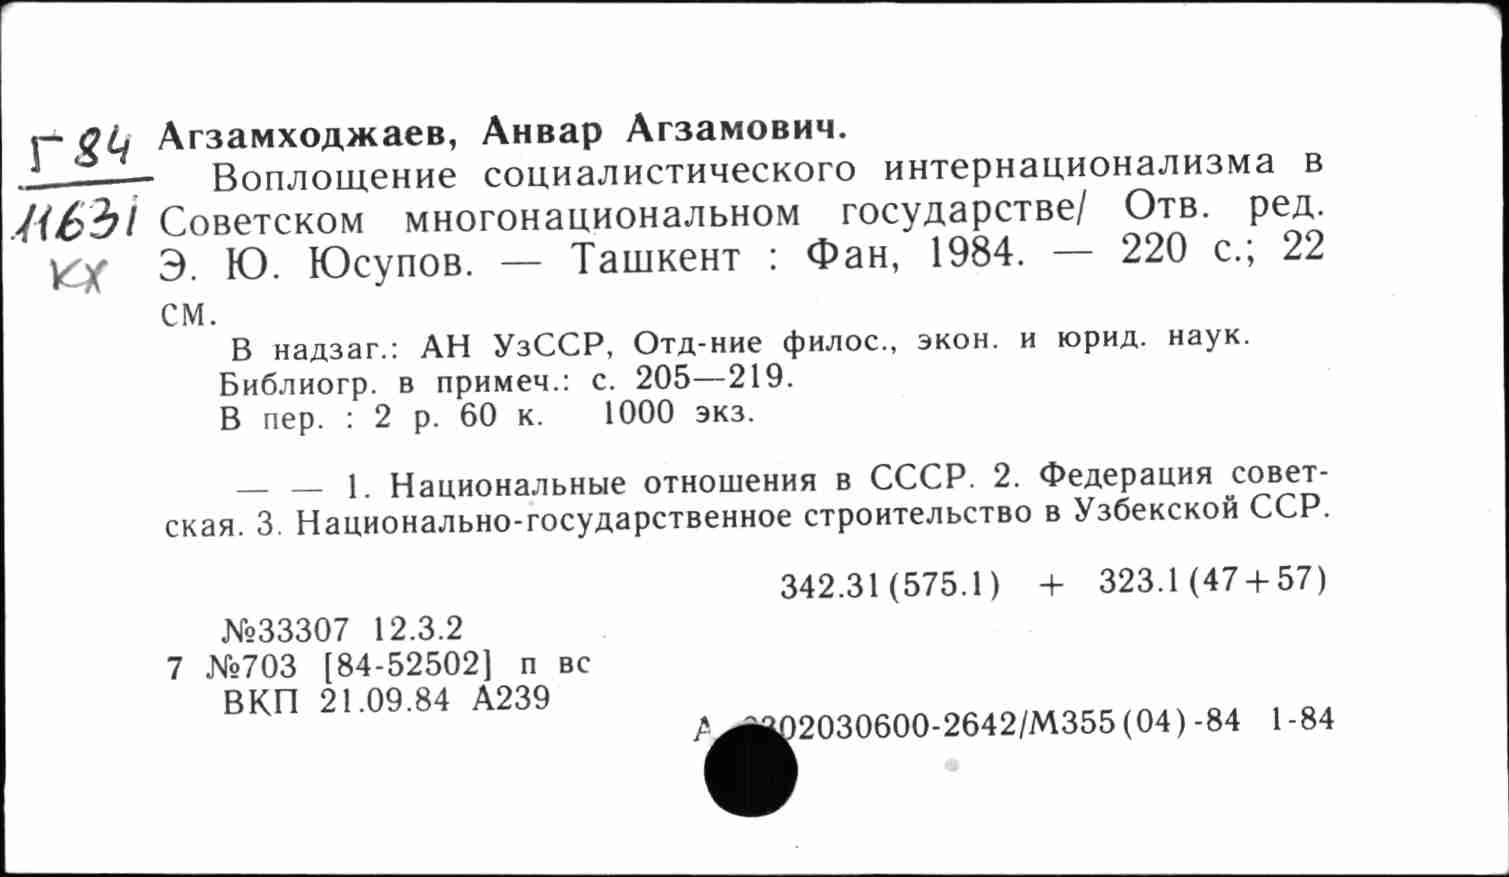 Г 84
11631
КХ
Агзамходжаев, Анвар Агзамович.
Воплощение социалистического интернационализма в
Советском многонациональном государстве/ Отв. ред.
Э. Ю. Юсупов. — Ташкент : Фан, 1984. — 220 с.; 22
см.
В надзаг.: АН УзССР, Отд-ние филос., экон. и юрид. наук.
Библиогр. в примеч.: с. 205—219.
В пер. : 2 р. 60 к. 1000 экз.
— — 1. Национальные отношения в СССР. 2. Федерация совет-
ская. 3. Национально-государственное строительство в Узбекской ССР.
342.31(575.1) + 323.1(47+57)
№33307 12.3.2
7 №703 [84-52502] п вс
ВКП 21.09.84 А239
А 02030600-2642/М355(04)-84 1-84